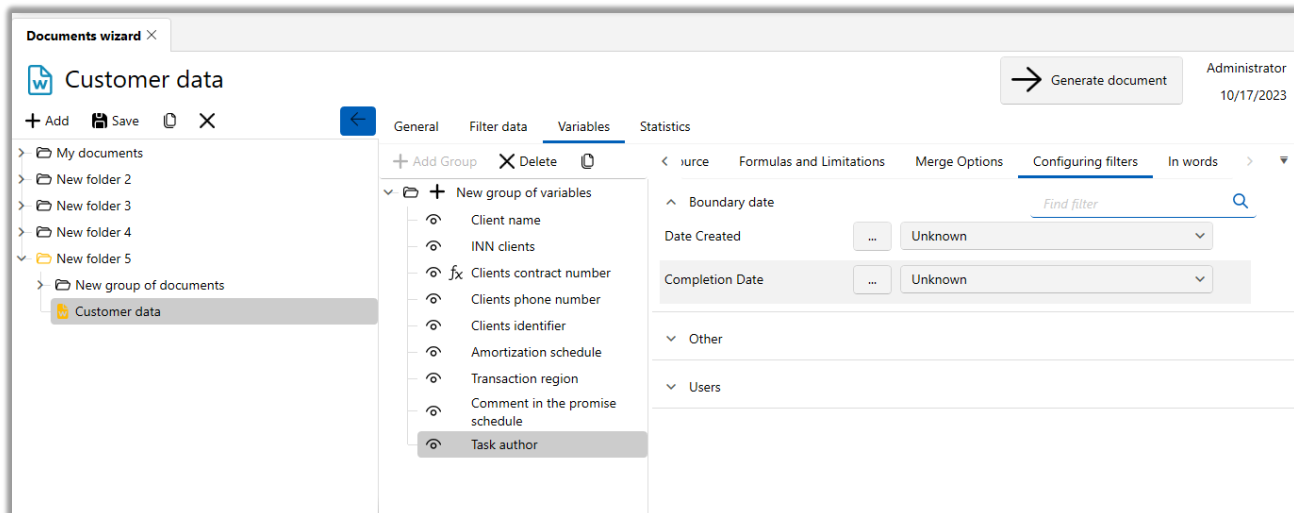 Documents wizard
Customer data
Generate document
Administrator
10/17/2023
Add Save
General Filter data Variables Statistics
My documents
New folder 2
New folder 3
New folder 4
New folder 5
New group of documents
Customer data
Add Group Delete
New group of variables
Client name
INN clients
fx Clients contract number
Clients phone number
Clients identifier
Amortization schedule
Transaction region
Comment in the promise
schedule
Task author
urce Formulas and Limitations Merge Options Configuring filters In words
Boundary date Find filter
Date Created ... Unknown
Completion Date ... Unknown
Other
Users